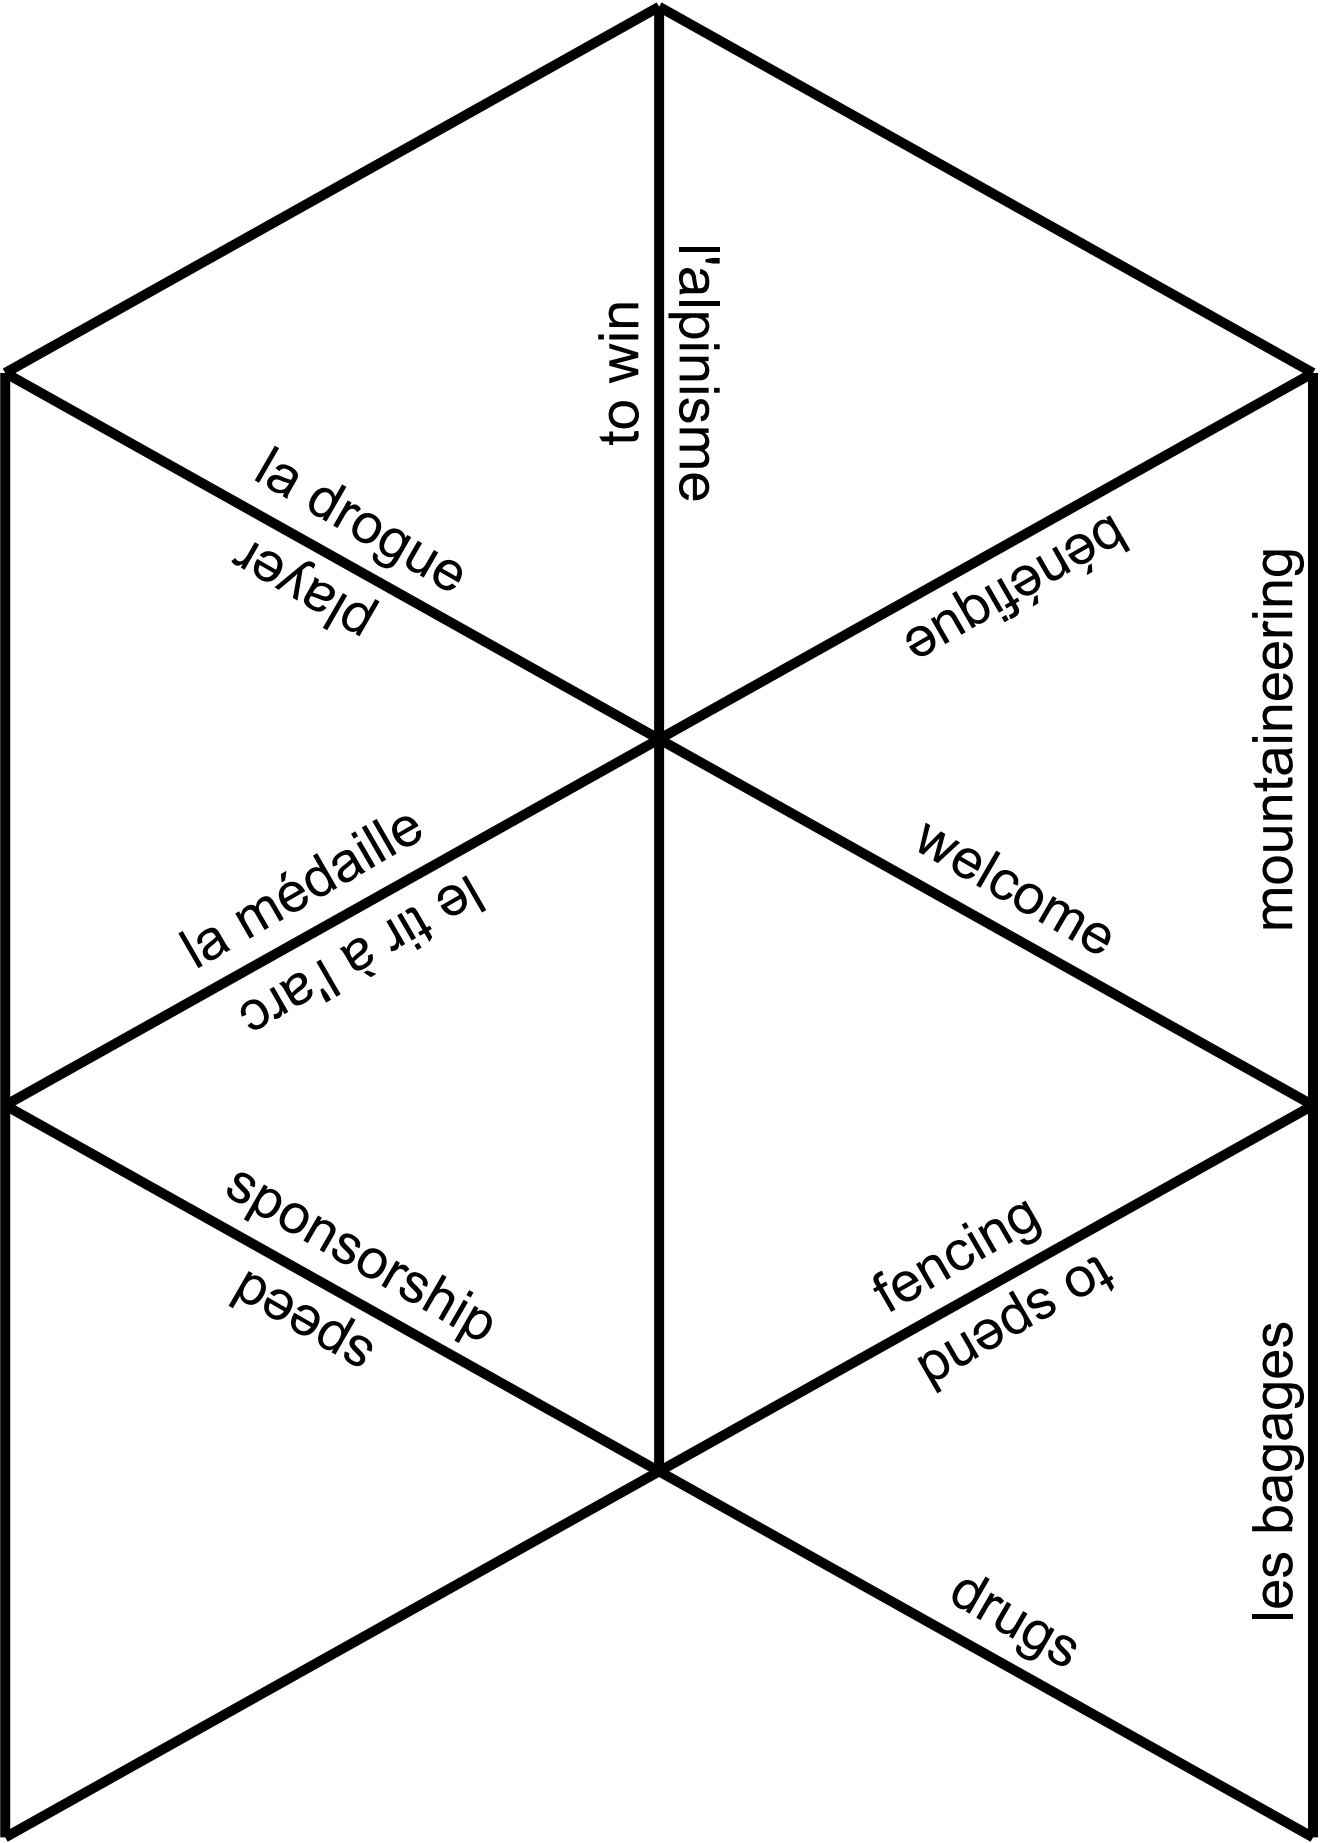 l'alpinisme
to win
la drogue
player
bénéfique
mountaineering
la médaille
le tir à l'arc
welcome
sponsorship
speed
fencing
to spend
les bagages
drugs